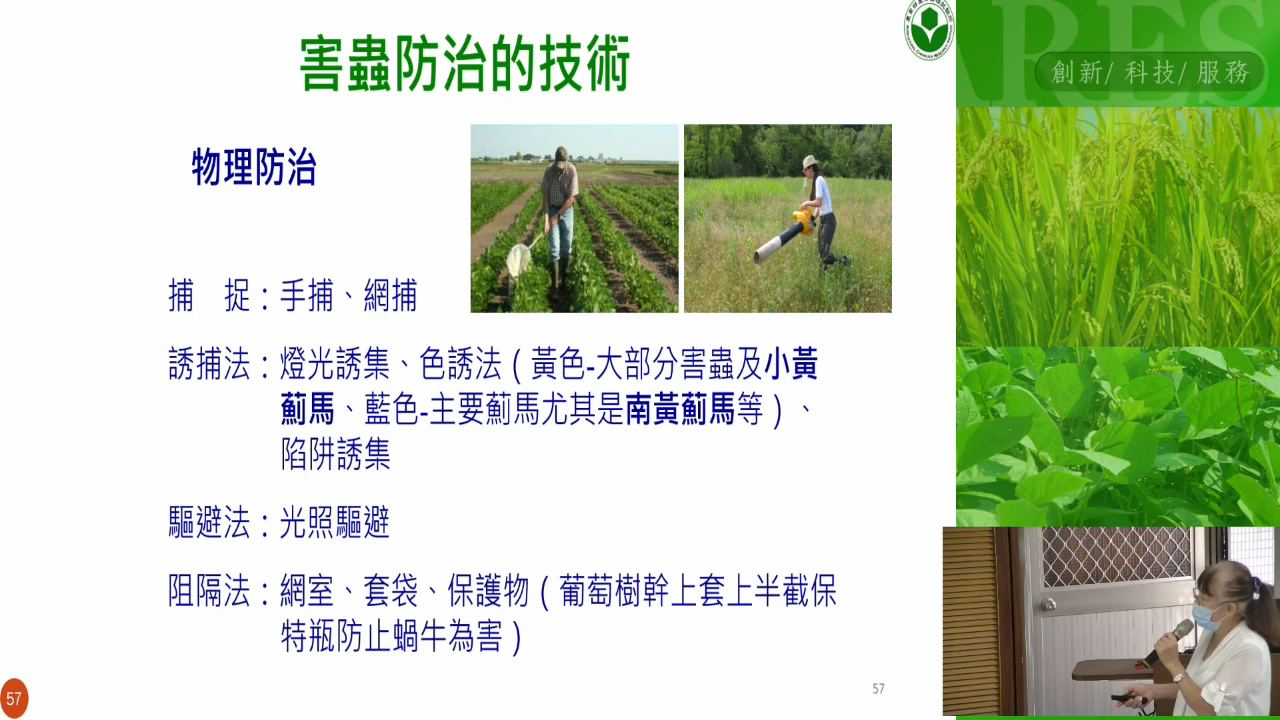 害蟲防治的技術
創新/ 科技/ 服務
物理防治
捕　捉：手捕、網捕
誘捕法：燈光誘集、色誘法（黃色-大部分害蟲及小黃
薊馬、藍色-主要薊馬尤其是南黃薊馬等）、
陷阱誘集
驅避法：光照驅避
阻隔法：網室、套袋、保護物（葡萄樹幹上套上半截保
特瓶防止蝸牛為害）
57
57